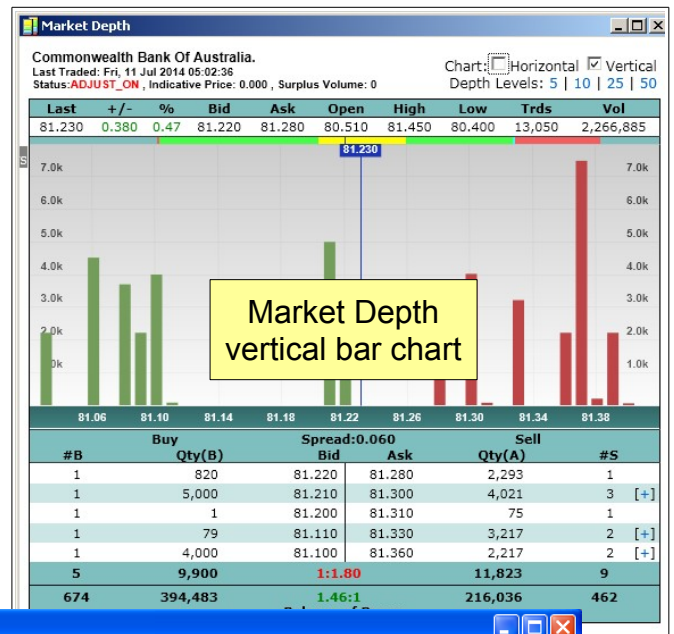 Market Depth
Commonwealth Bank Of Australia.
Last Traded: Fri, 11 Jul 2014 05:02:36
Status:ADJUST_ON , Indicative Price: 0.000 , Surplus Volume: 0
Chart: Horizontal Vertical
Depth Levels: 5 | 10 | 25 | 50
Last +/- % Bid Ask Open High Low Trds Vol
81.230 0.380 0.47 81.220 81.280 80.510 81.450 80.400 13,050 2,266,885
81.230
S
7.0k 7.0k
6.0k 6.0k
5.0k 5.0k
4.0k 4.0k
3.0k 3.0k
2.0k 2.0k
0k 1.0k
Market Depth
vertical bar chart
81.06 81.10 81.14 81.18 81.22 81.26 81.30 81.34 81.38
Buy Spread:0.060 Sell
#B Qty(B) Bid Ask Qty(A) #S
1 820 81.220 81.280 2,293 1
1 5,000 81.210 81.300 4,021 3 [+]
1 1 81.200 81.310 75 1
1 79 81.110 81.330 3,217 2 [+]
1 4,000 81.100 81.360 2,217 2 [+]
5 9,900 1:1.80 11,823 9
674 394,483 1.46:1 216,036 462